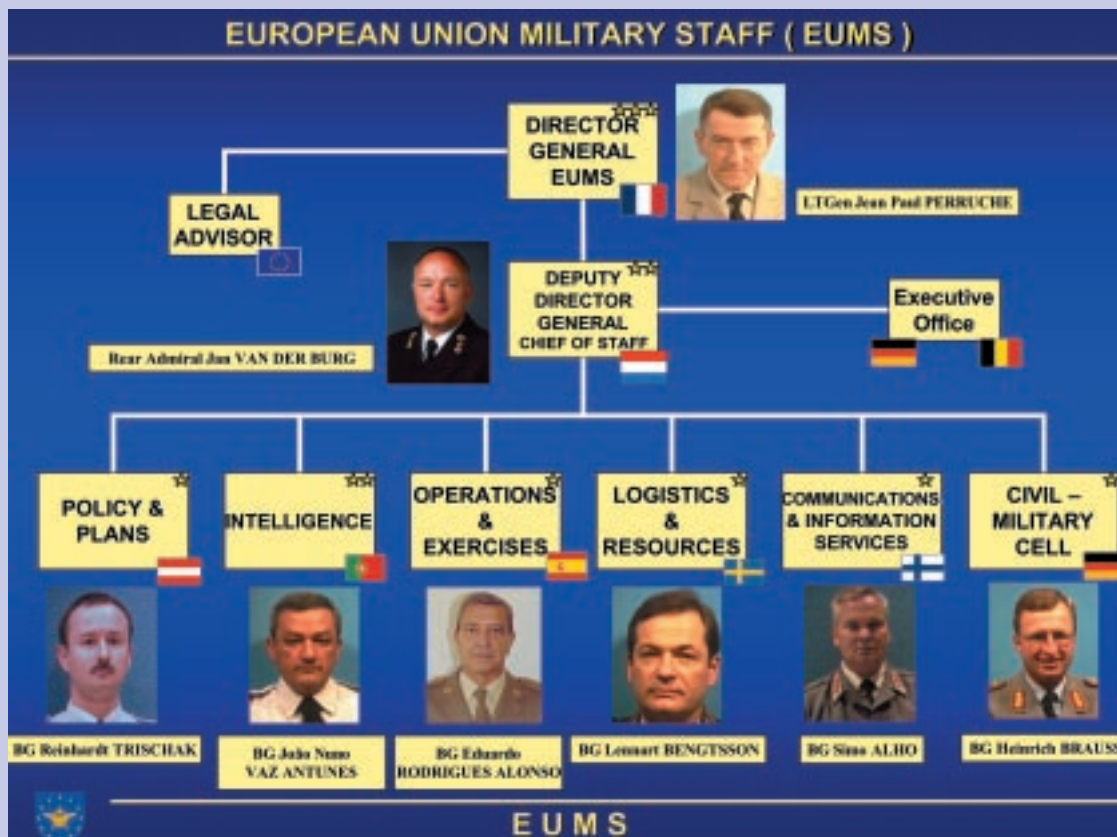 EUROPEAN UNION MILITARY STAFF ( EUMS )
DIRECTOR
GENERAL
EUMS
LTGen Jean Paul PERRUCHE
LEGAL
ADVISOR
DEPUTY
DIRECTOR
GENERAL
CHIEF OF STAFF
Executive
Office
Rear Admiral Jan VAN DER BURG
POLICY &
PLANS
INTELLIGENCE
OPERATIONS
&
EXERCISES
LOGISTICS
&
RESOURCES
COMMUNICATIONS
& INFORMATION
SERVICES
CIVIL –
MILITARY
CELL
BG Reinhardt TRISCHAK
BG João Nuno
VAZ ANTUNES
BG Eduardo
RODRIGUES ALONSO
BG Lennart BENGTSSON
BG Simo ALHO
BG Heinrich BRAUSS
E U M S